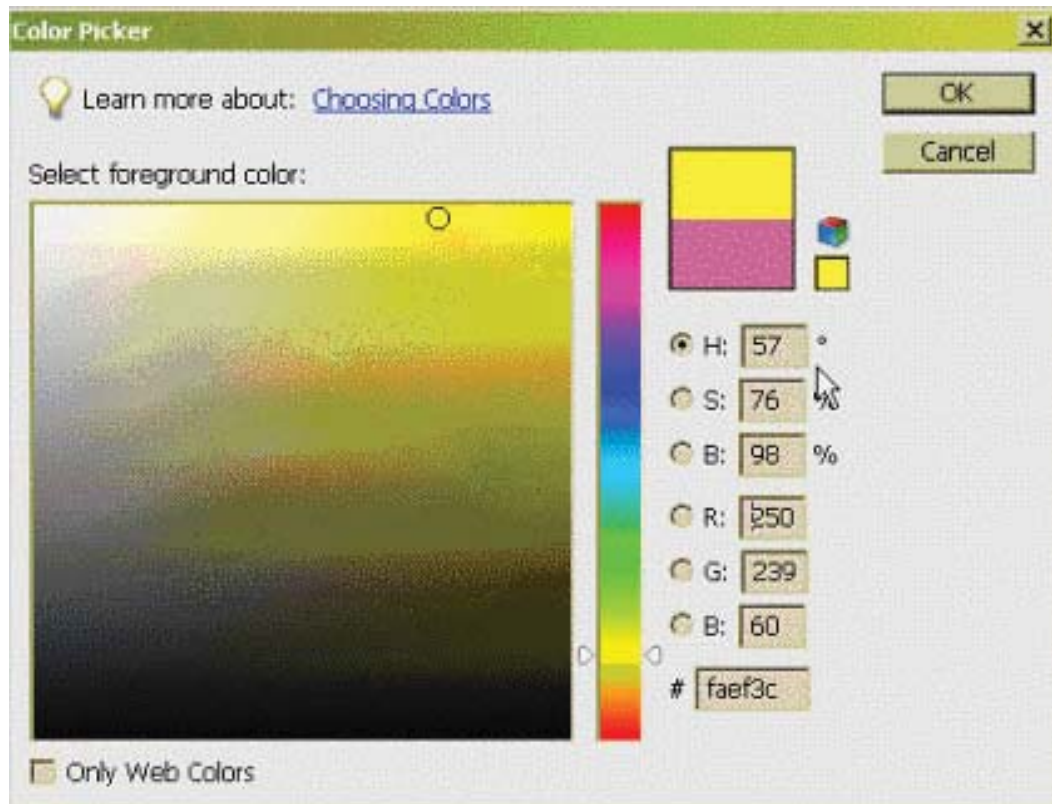 Color Picker
Learn more about: Choosing Colors
OK
Cancel
Select foreground color:
H: 57 °
S: 76 %
B: 98 %
R: 250
G: 239
B: 60
# faef3c
Only Web Colors